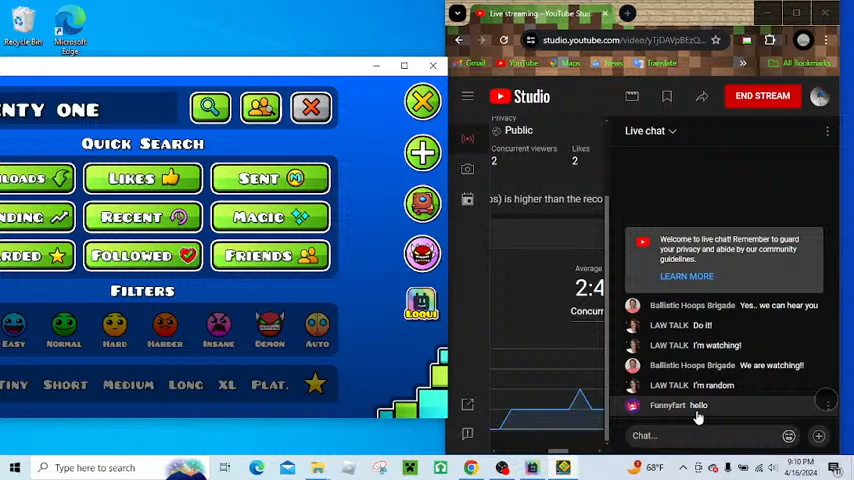 Recycle Bin
Microsoft Edge
ENTY ONE
QUICK SEARCH
LOADS
LIKES
SENT
NDING
RECENT
MAGIC
RDED
FOLLOWED
FRIENDS
FILTERS
EASY NORMAL HARD HARDER INSANE DEMON AUTO
TINY SHORT MEDIUM LONG XL PLAT.
LOQUI
Live streaming - YouTube Stud
studio.youtube.com/video/yTjDAVpBEzQ...
Gmail YouTube Maps News Translate
All Bookmarks
Studio
END STREAM
Privacy
Public
Concurrent viewers
2
Likes
2
ps) is higher than the reco
Average
2:4
Concurr
Live chat
Welcome to live chat! Remember to guard
your privacy and abide by our community
guidelines.
LEARN MORE
Ballistic Hoops Brigade Yes.. we can hear you
LAW TALK Do it!
LAW TALK I'm watching!
Ballistic Hoops Brigade We are watching!!
LAW TALK I'm random
Funnyfart hello
Chat...
Type here to search
68°F
9:10 PM
4/16/2024